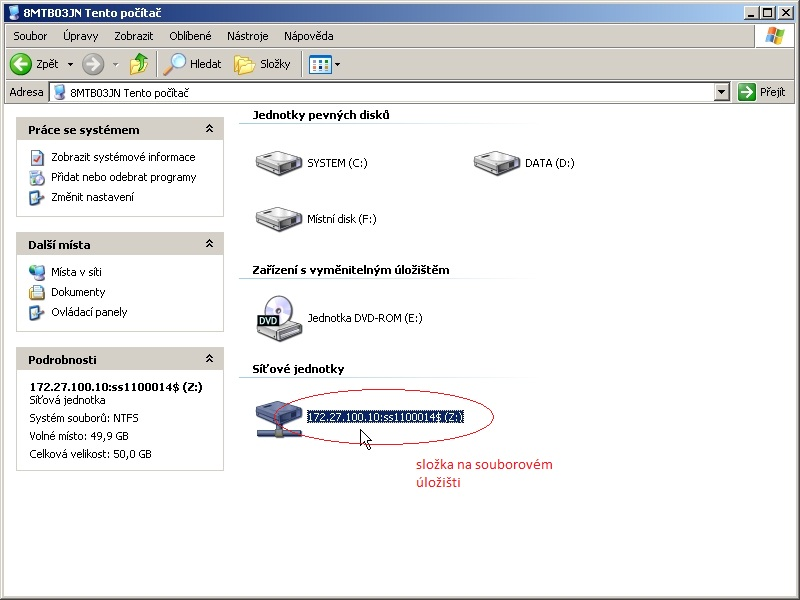 8MTB03JN Tento počítač
Soubor Úpravy Zobrazit Oblíbené Nástroje Nápověda
Zpět Hledat Složky
Adresa 8MTB03JN Tento počítač Přejít
Práce se systémem
Zobrazit systémové informace
Přidat nebo odebrat programy
Změnit nastavení
Další místa
Místa v síti
Dokumenty
Ovládací panely
Podrobnosti
172.27.100.10:ss1100014$ (Z:)
Síťová jednotka
Systém souborů: NTFS
Volné místo: 49,9 GB
Celková velikost: 50,0 GB
Jednotky pevných disků
SYSTEM (C:) DATA (D:)
Místní disk (F:)
Zařízení s vyměnitelným úložištěm
DVD Jednotka DVD-ROM (E:)
Síťové jednotky
172.27.100.10:ss1100014$ (Z:)
složka na souborovém
úložišti